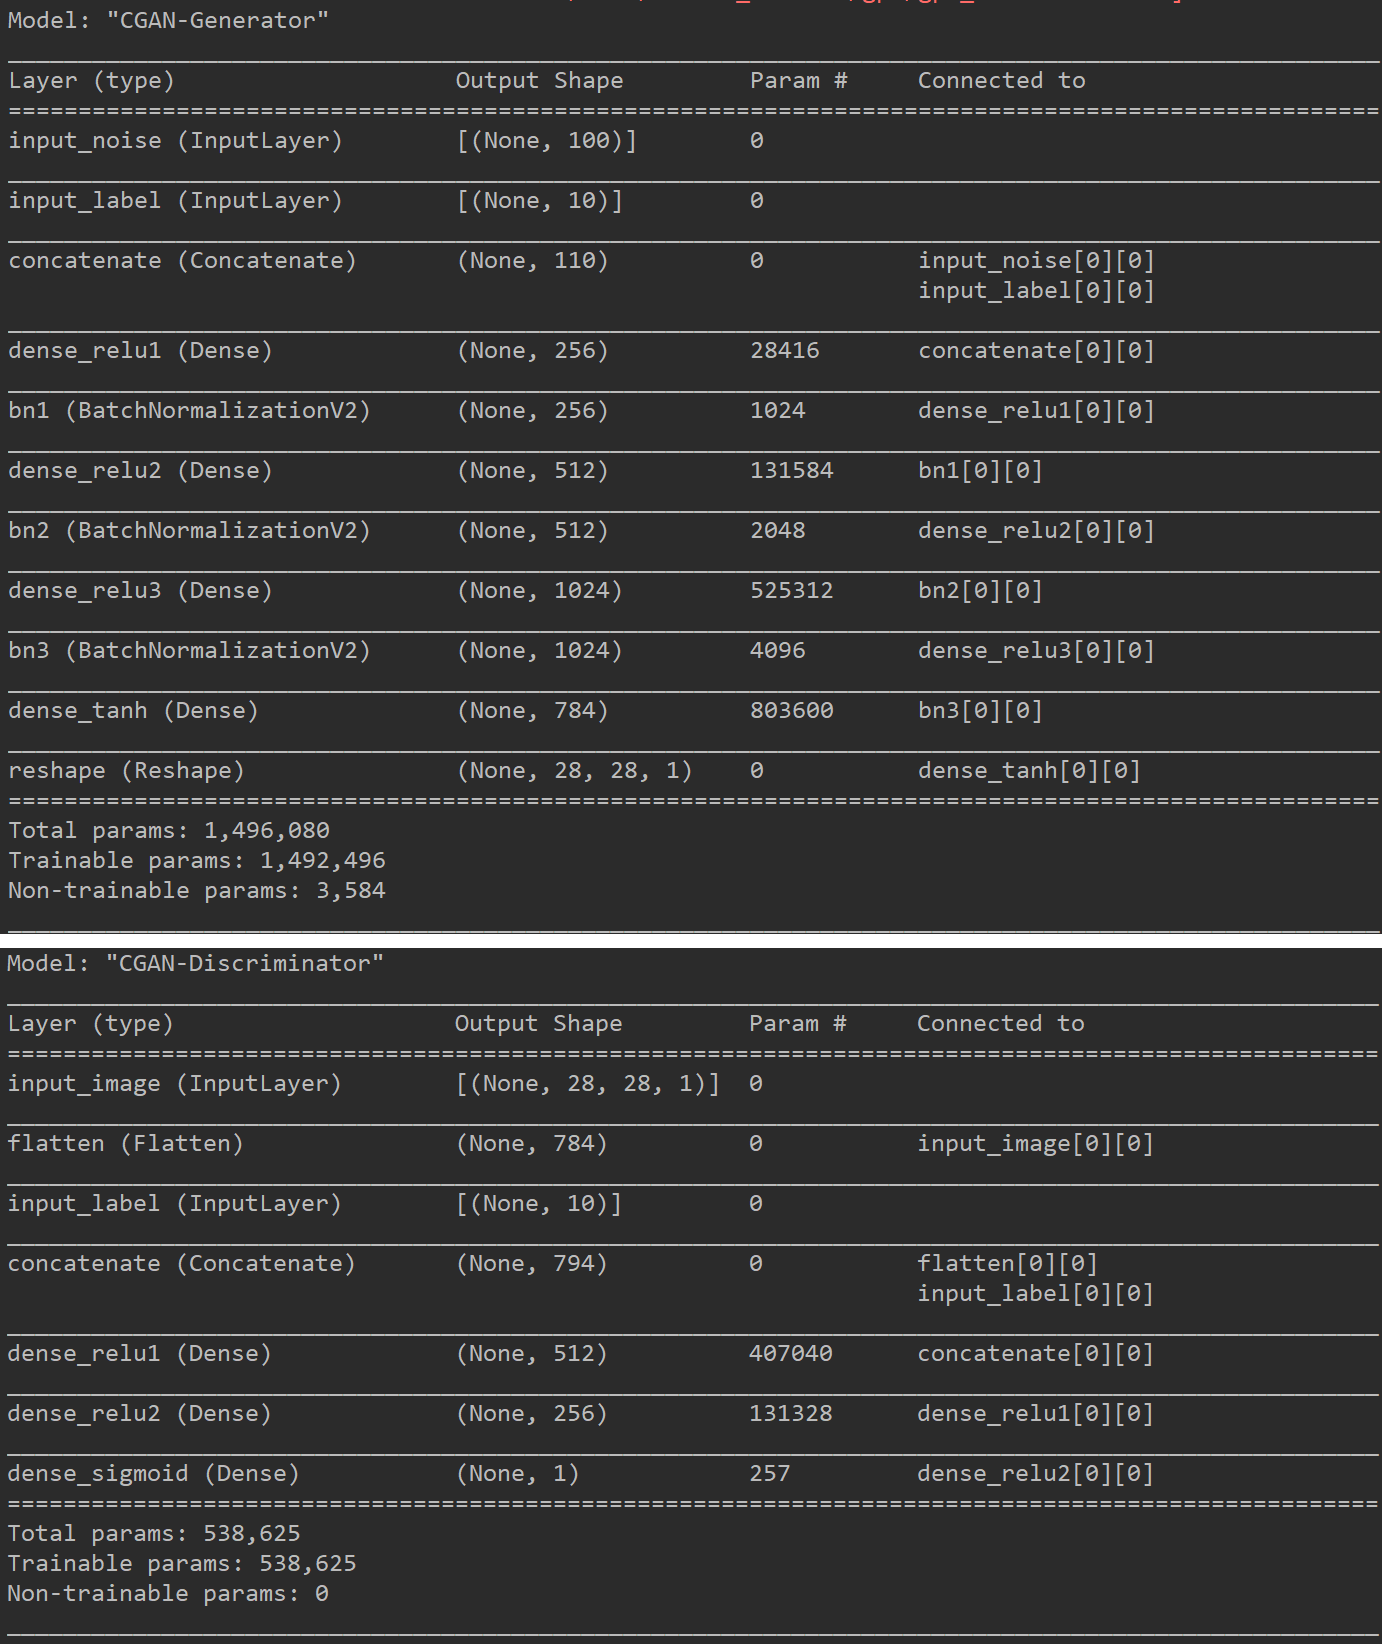 Model: "CGAN-Generator"
Layer (type) Output Shape Param # Connected to
input_noise (InputLayer) [(None, 100)] 0
input_label (InputLayer) [(None, 10)] 0
concatenate (Concatenate) (None, 110) 0 input_noise[0][0]
input_label[0][0]
dense_relu1 (Dense) (None, 256) 28416 concatenate[0][0]
bn1 (BatchNormalizationV2) (None, 256) 1024 dense_relu1[0][0]
dense_relu2 (Dense) (None, 512) 131584 bn1[0][0]
bn2 (BatchNormalizationV2) (None, 512) 2048 dense_relu2[0][0]
dense_relu3 (Dense) (None, 1024) 525312 bn2[0][0]
bn3 (BatchNormalizationV2) (None, 1024) 4096 dense_relu3[0][0]
dense_tanh (Dense) (None, 784) 803600 bn3[0][0]
reshape (Reshape) (None, 28, 28, 1) 0 dense_tanh[0][0]
Total params: 1,496,080
Trainable params: 1,492,496
Non-trainable params: 3,584
Model: "CGAN-Discriminator"
Layer (type) Output Shape Param # Connected to
input_image (InputLayer) [(None, 28, 28, 1)] 0
flatten (Flatten) (None, 784) 0 input_image[0][0]
input_label (InputLayer) [(None, 10)] 0
concatenate (Concatenate) (None, 794) 0 flatten[0][0]
input_label[0][0]
dense_relu1 (Dense) (None, 512) 407040 concatenate[0][0]
dense_relu2 (Dense) (None, 256) 131328 dense_relu1[0][0]
dense_sigmoid (Dense) (None, 1) 257 dense_relu2[0][0]
Total params: 538,625
Trainable params: 538,625
Non-trainable params: 0